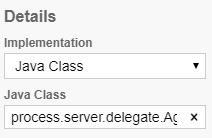 Details
Implementation
Java Class
Java Class
process.server.delegate.Ag